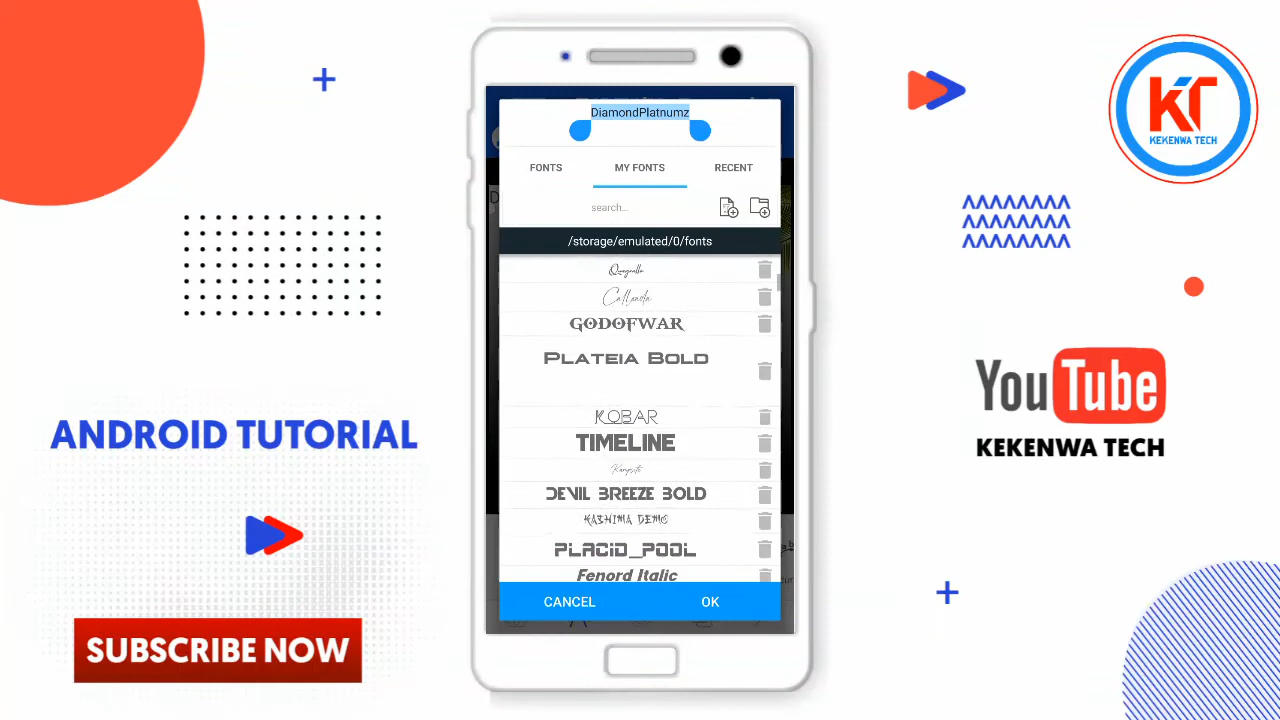 DiamondPlatnumz
FONTS MY FONTS RECENT
search...
/storage/emulated/0/fonts
Callanda
GODOFWAR
PLATEIA BOLD
KOBAR
TIMELINE
DEVIL BREEZE BOLD
KASHIMA DEMO
PLACID_POOL
Fenord Italic
CANCEL OK
ANDROID TUTORIAL
SUBSCRIBE NOW
KT
KEKENWA TECH
YouTube
KEKENWA TECH